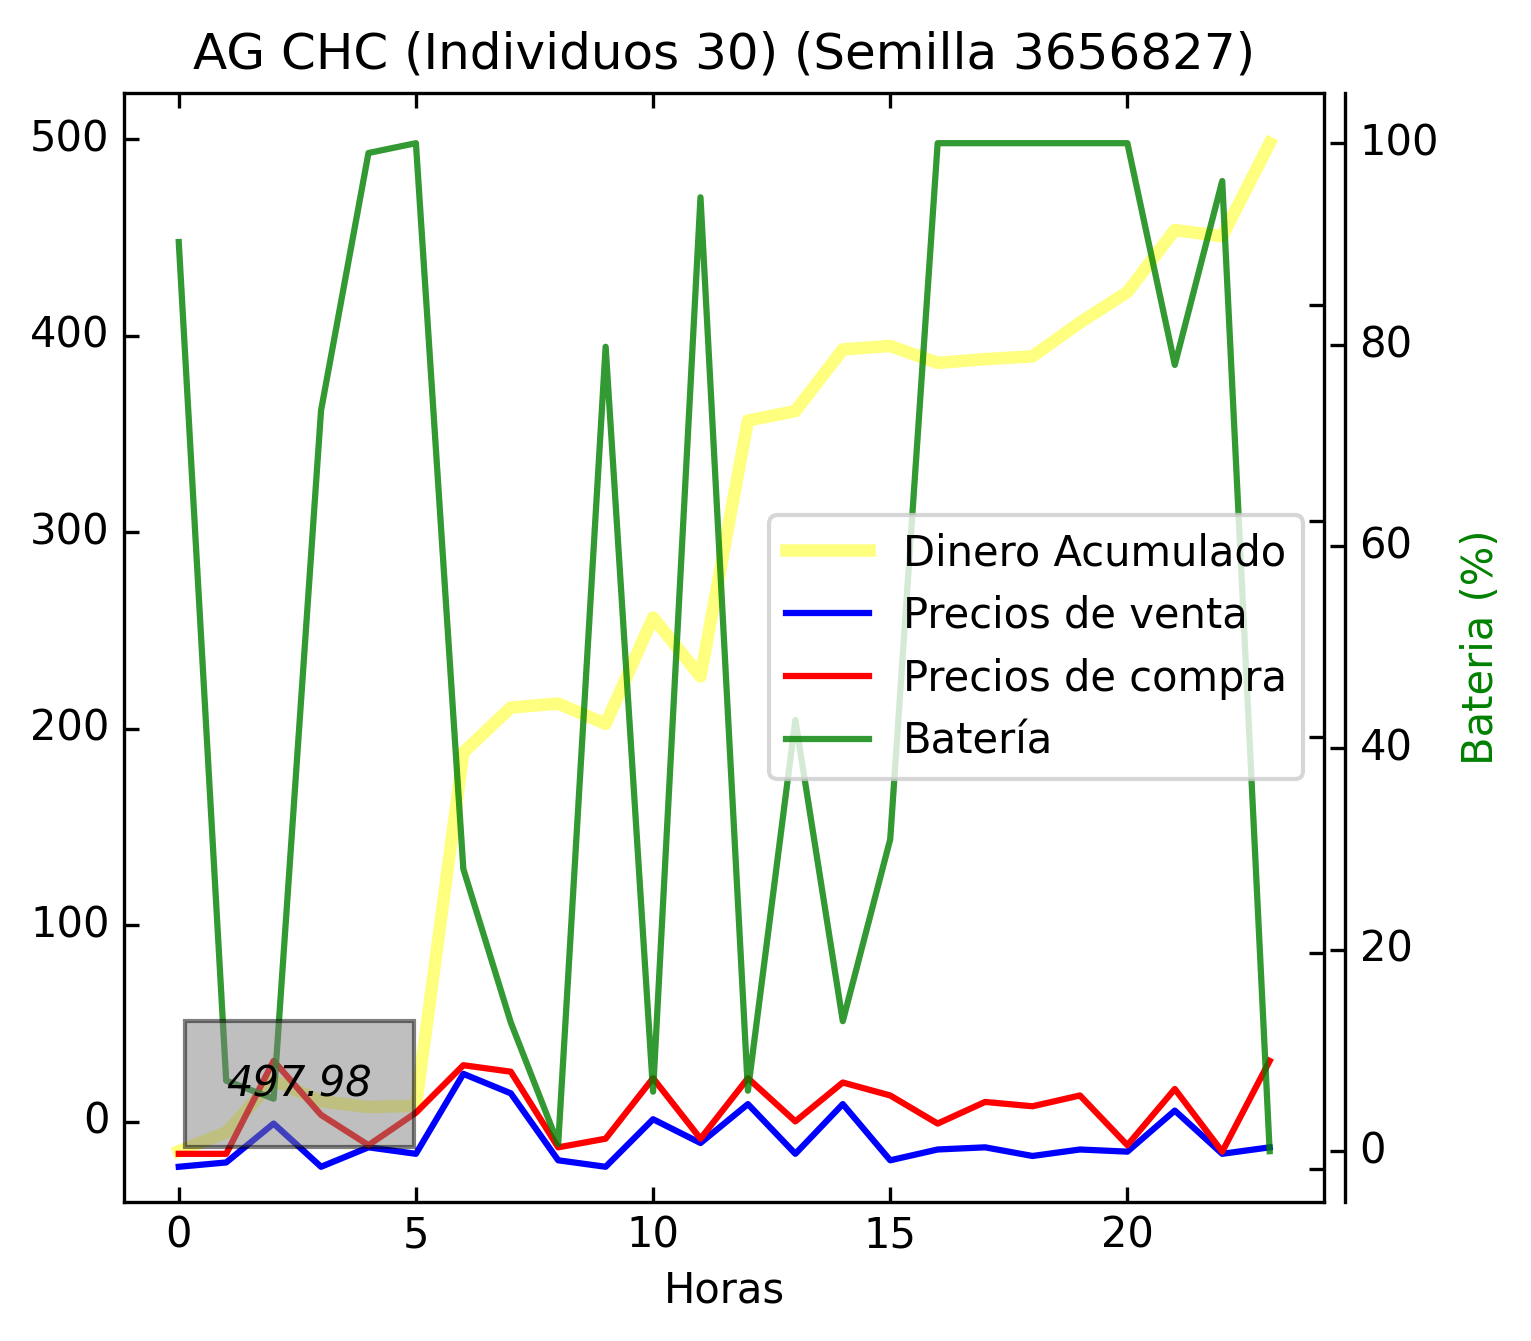 AG CHC (Individuos 30) (Semilla 3656827)
500
400
300
200
100
0
100
80
60
40
20
0
Bateria (%)
Dinero Acumulado
Precios de venta
Precios de compra
Batería
497.98
0 5 10 15 20
Horas